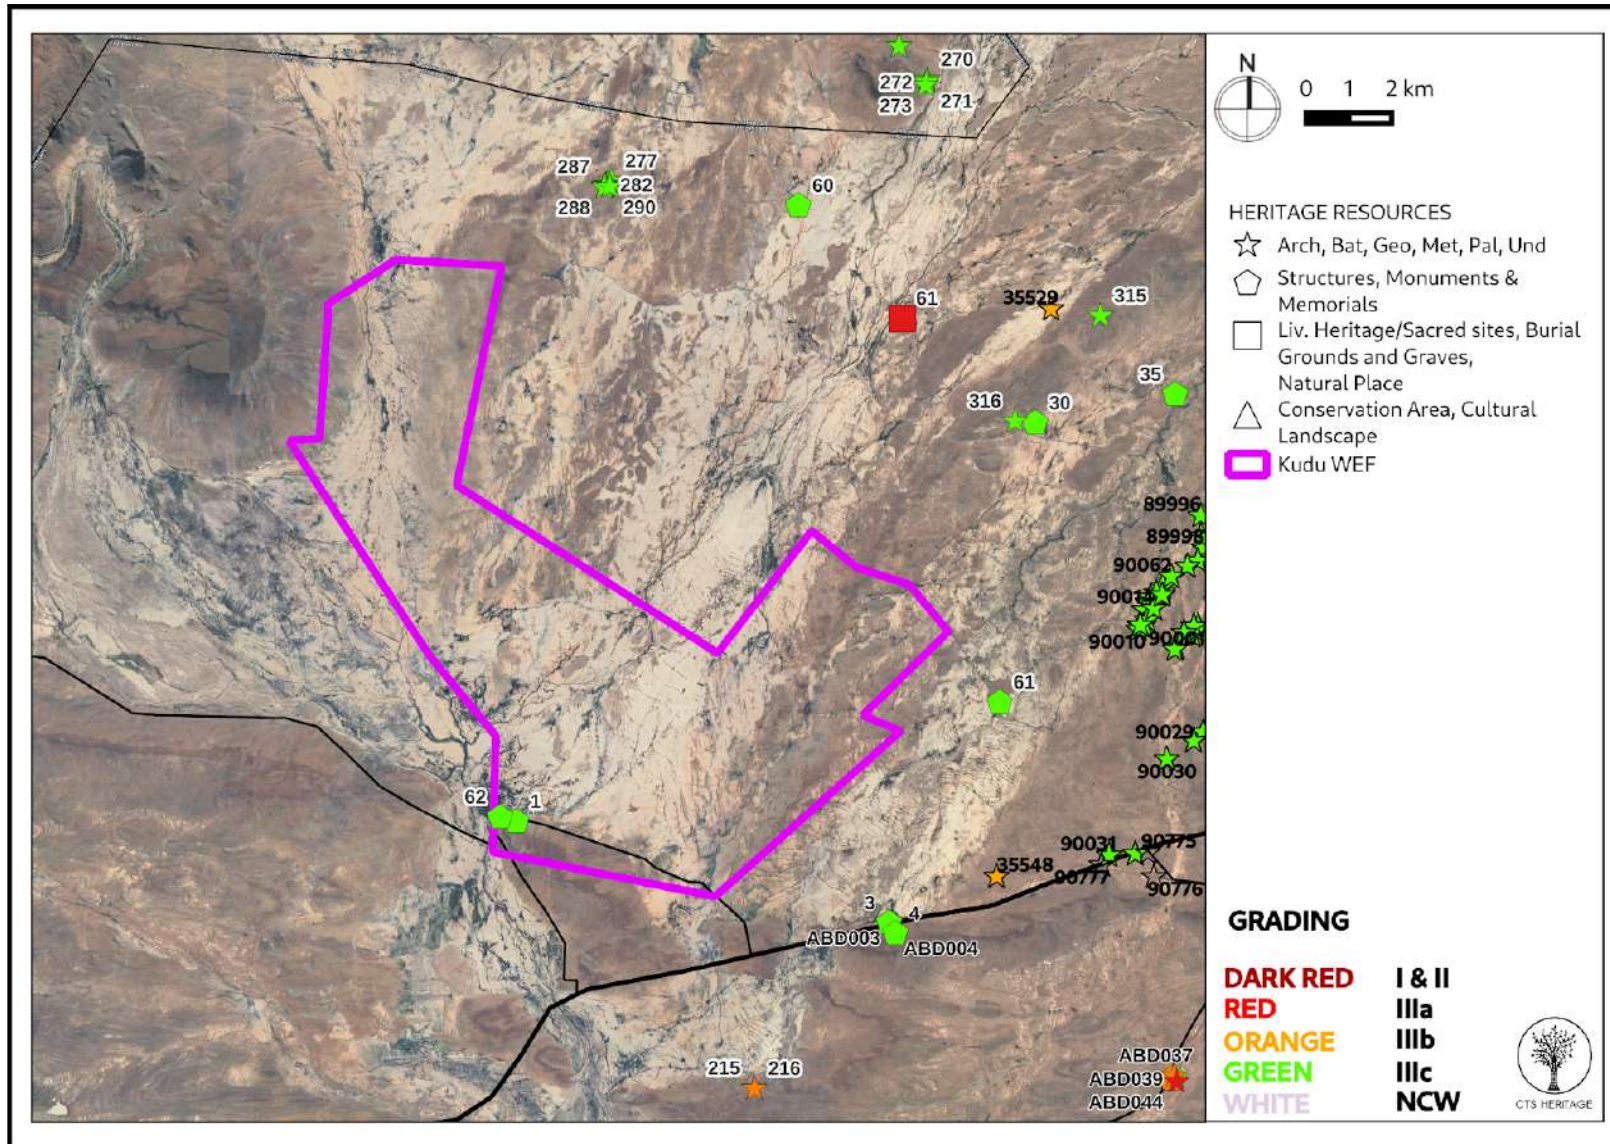 270
272
273
271
287
277
282
288
290
60
61
35529
315
35
316
30
89996
89998
90062
90010
61
90029
90030
62
1
90031
90775
35548
90777
90776
3
4
ABD003
ABD004
215
216
ABD037
ABD039
ABD044
N
0 1 2 km
HERITAGE RESOURCES
Arch, Bat, Geo, Met, Pal, Und
Structures, Monuments &
Memorials
Liv. Heritage/Sacred sites, Burial
Grounds and Graves,
Natural Place
Conservation Area, Cultural
Landscape
Kudu WEF
GRADING
DARK RED I & II
RED IIIa
ORANGE IIIb
GREEN IIIc
WHITE NCW
CTS HERITAGE